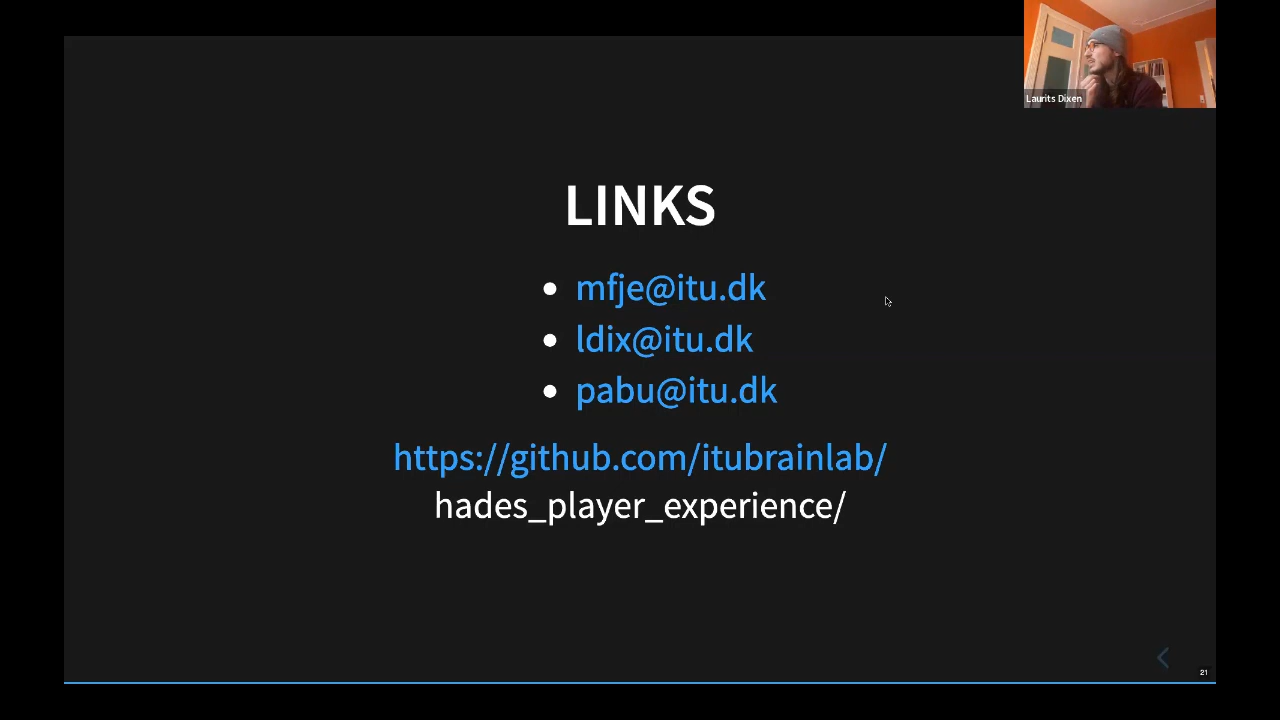 Laurits Dixen
LINKS
mfje@itu.dk
ldix@itu.dk
pabu@itu.dk
https://github.com/itubrainlab/
hades_player_experience/
21